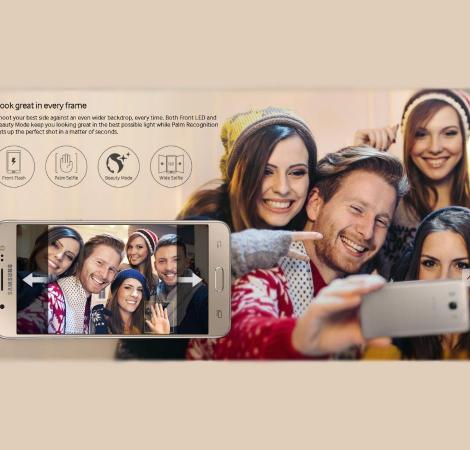 ook great in every frame
hoot your best side against an even wider backdrop, every time. Both Front LED and
eauty Mode keep you looking great in the best possible light while Palm Recognition
ets up the perfect shot in a matter of seconds.
Front Flash
Palm Selfie
Beauty Mode
Wide Selfie
SAMSUNG